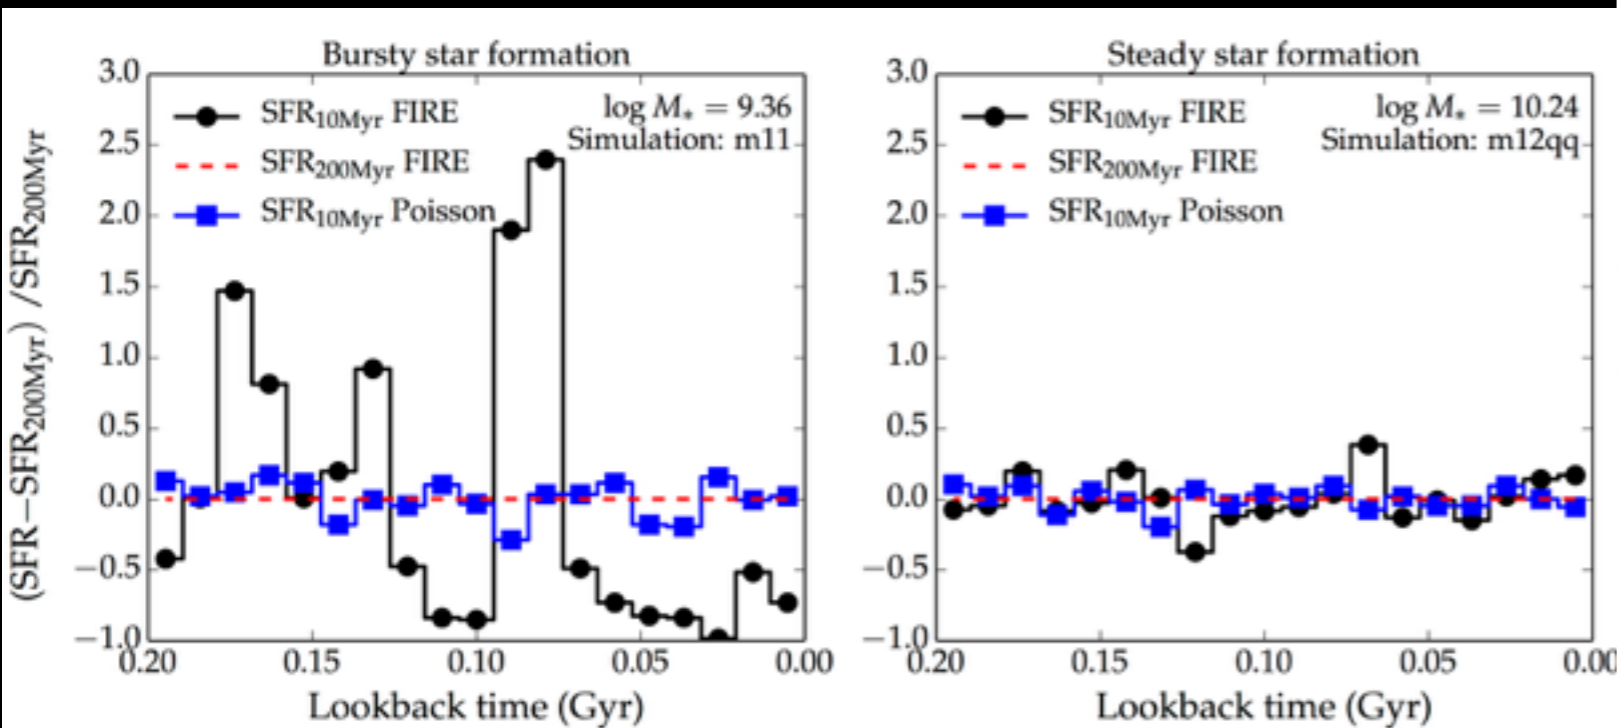 Bursty star formation
(SFR−SFR200Myr) /SFR200Myr
3.0
2.5
2.0
1.5
1.0
0.5
0.0
−0.5
−1.0
SFR10Myr FIRE
SFR200Myr FIRE
SFR10Myr Poisson
log M* = 9.36
Simulation: m11
0.20 0.15 0.10 0.05 0.00
Lookback time (Gyr)
Steady star formation
3.0
2.5
2.0
1.5
1.0
0.5
0.0
−0.5
−1.0
SFR10Myr FIRE
SFR200Myr FIRE
SFR10Myr Poisson
log M* = 10.24
Simulation: m12qq
0.20 0.15 0.10 0.05 0.00
Lookback time (Gyr)